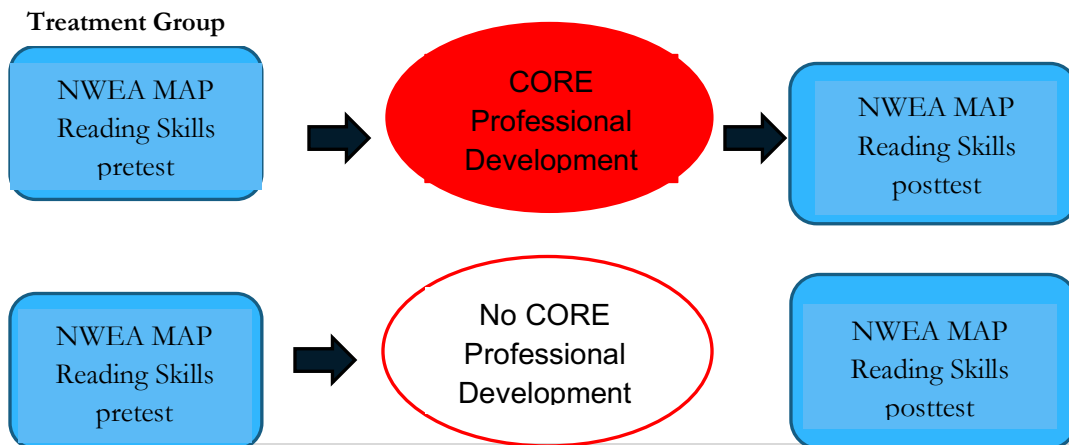 Treatment Group
NWEA MAP
Reading Skills
pretest
CORE
Professional
Development
NWEA MAP
Reading Skills
posttest
NWEA MAP
Reading Skills
pretest
No CORE
Professional
Development
NWEA MAP
Reading Skills
posttest